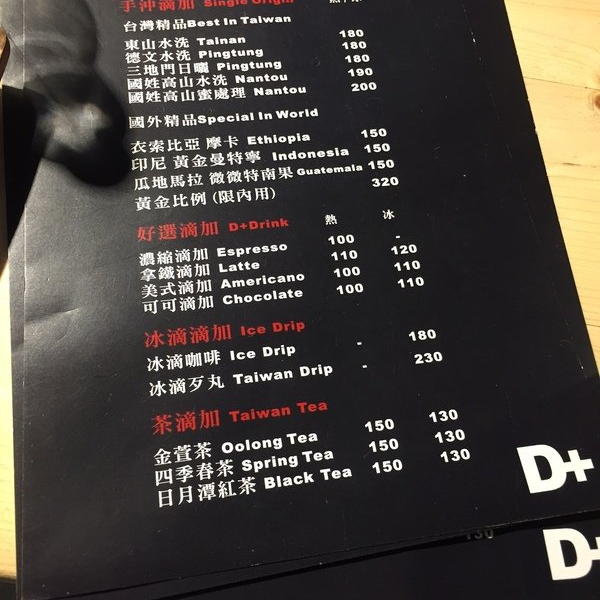 手沖滴加 Single Origin 熱/冰
台灣精品Best In Taiwan
東山水洗 Tainan 180
德文水洗 Pingtung 180
三地門日曬 Pingtung 180
國姓高山水洗 Nantou 190
國姓高山蜜處理 Nantou 200
國外精品Special In World
衣索比亞 摩卡 Ethiopia 150
印尼 黃金曼特寧 Indonesia 150
瓜地馬拉 微微特南果 Guatemala 150
黃金比例 (限內用) 320
好選滴加 D+Drink 熱 冰
濃縮滴加 Espresso 100 -
拿鐵滴加 Latte 110 120
美式滴加 Americano 100 110
可可滴加 Chocolate 100 110
冰滴滴加 Ice Drip
冰滴咖啡 Ice Drip - 180
冰滴歹丸 Taiwan Drip - 230
茶滴加 Taiwan Tea
金萱茶 Oolong Tea 150 130
四季春茶 Spring Tea 150 130
日月潭紅茶 Black Tea 150 130
D+
130
D+